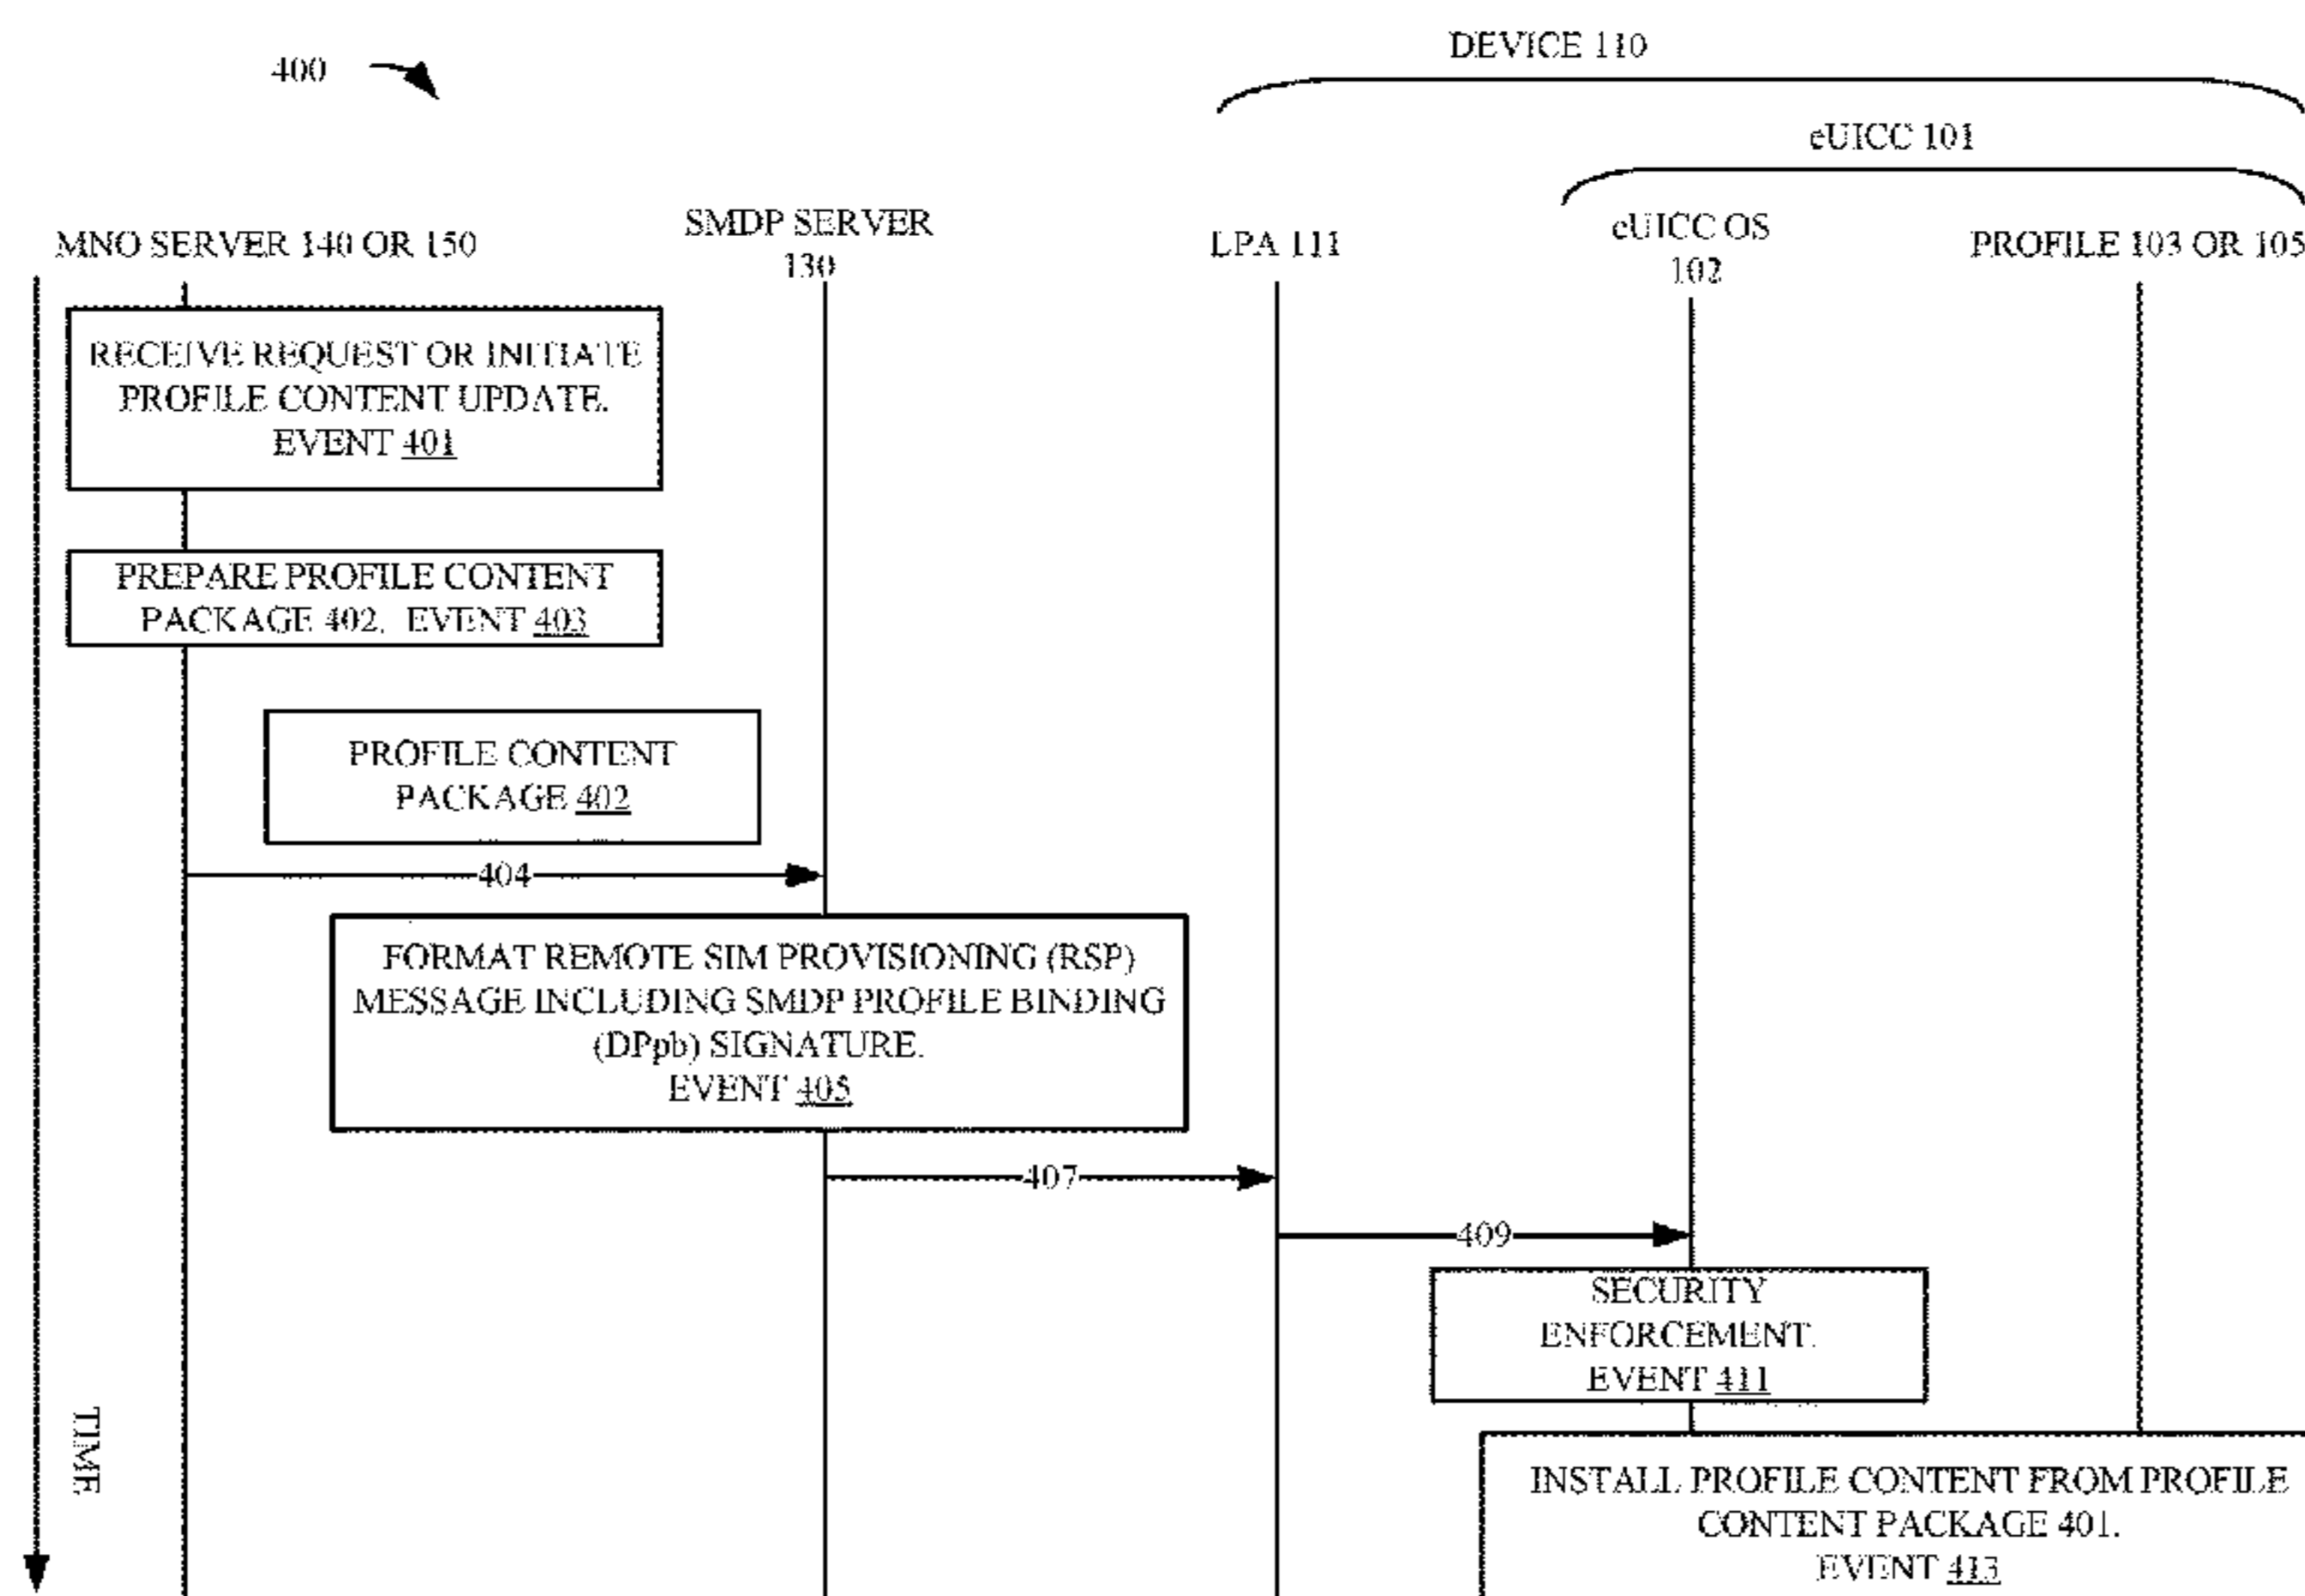 400
DEVICE 110
eUICC 101
MNO SERVER 140 OR 150
SMDP SERVER
130
LPA 111
eUICC OS
102
PROFILE 103 OR 105
RECEIVE REQUEST OR INITIATE
PROFILE CONTENT UPDATE.
EVENT 401
PREPARE PROFILE CONTENT
PACKAGE 402. EVENT 403
PROFILE CONTENT
PACKAGE 402
404
FORMAT REMOTE SIM PROVISIONING (RSP)
MESSAGE INCLUDING SMDP PROFILE BINDING
(DPpb) SIGNATURE.
EVENT 405
407
409
SECURITY
ENFORCEMENT.
EVENT 411
TIME
INSTALL PROFILE CONTENT FROM PROFILE
CONTENT PACKAGE 401.
EVENT 413